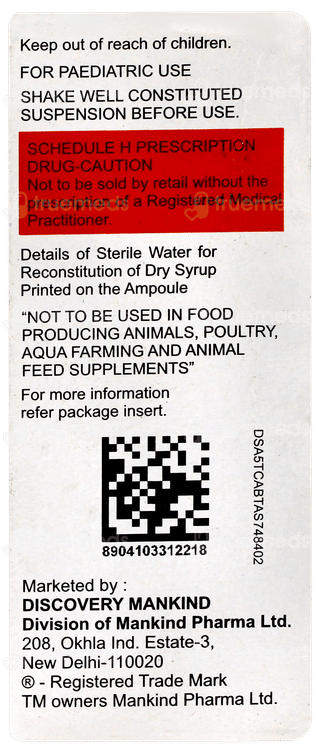 Keep out of reach of children.
FOR PAEDIATRIC USE
SHAKE WELL CONSTITUTED
SUSPENSION BEFORE USE.
SCHEDULE H PRESCRIPTION
DRUG-CAUTION
Not to be sold by retail without the
prescription of a Registered Medical
Practitioner.
Details of Sterile Water for
Reconstitution of Dry Syrup
Printed on the Ampoule
“NOT TO BE USED IN FOOD
PRODUCING ANIMALS, POULTRY,
AQUA FARMING AND ANIMAL
FEED SUPPLEMENTS”
For more information
refer package insert.
8904103312218
DSA5TCABTAS748402
Marketed by :
DISCOVERY MANKIND
Division of Mankind Pharma Ltd.
208, Okhla Ind. Estate-3,
New Delhi-110020
® - Registered Trade Mark
TM owners Mankind Pharma Ltd.